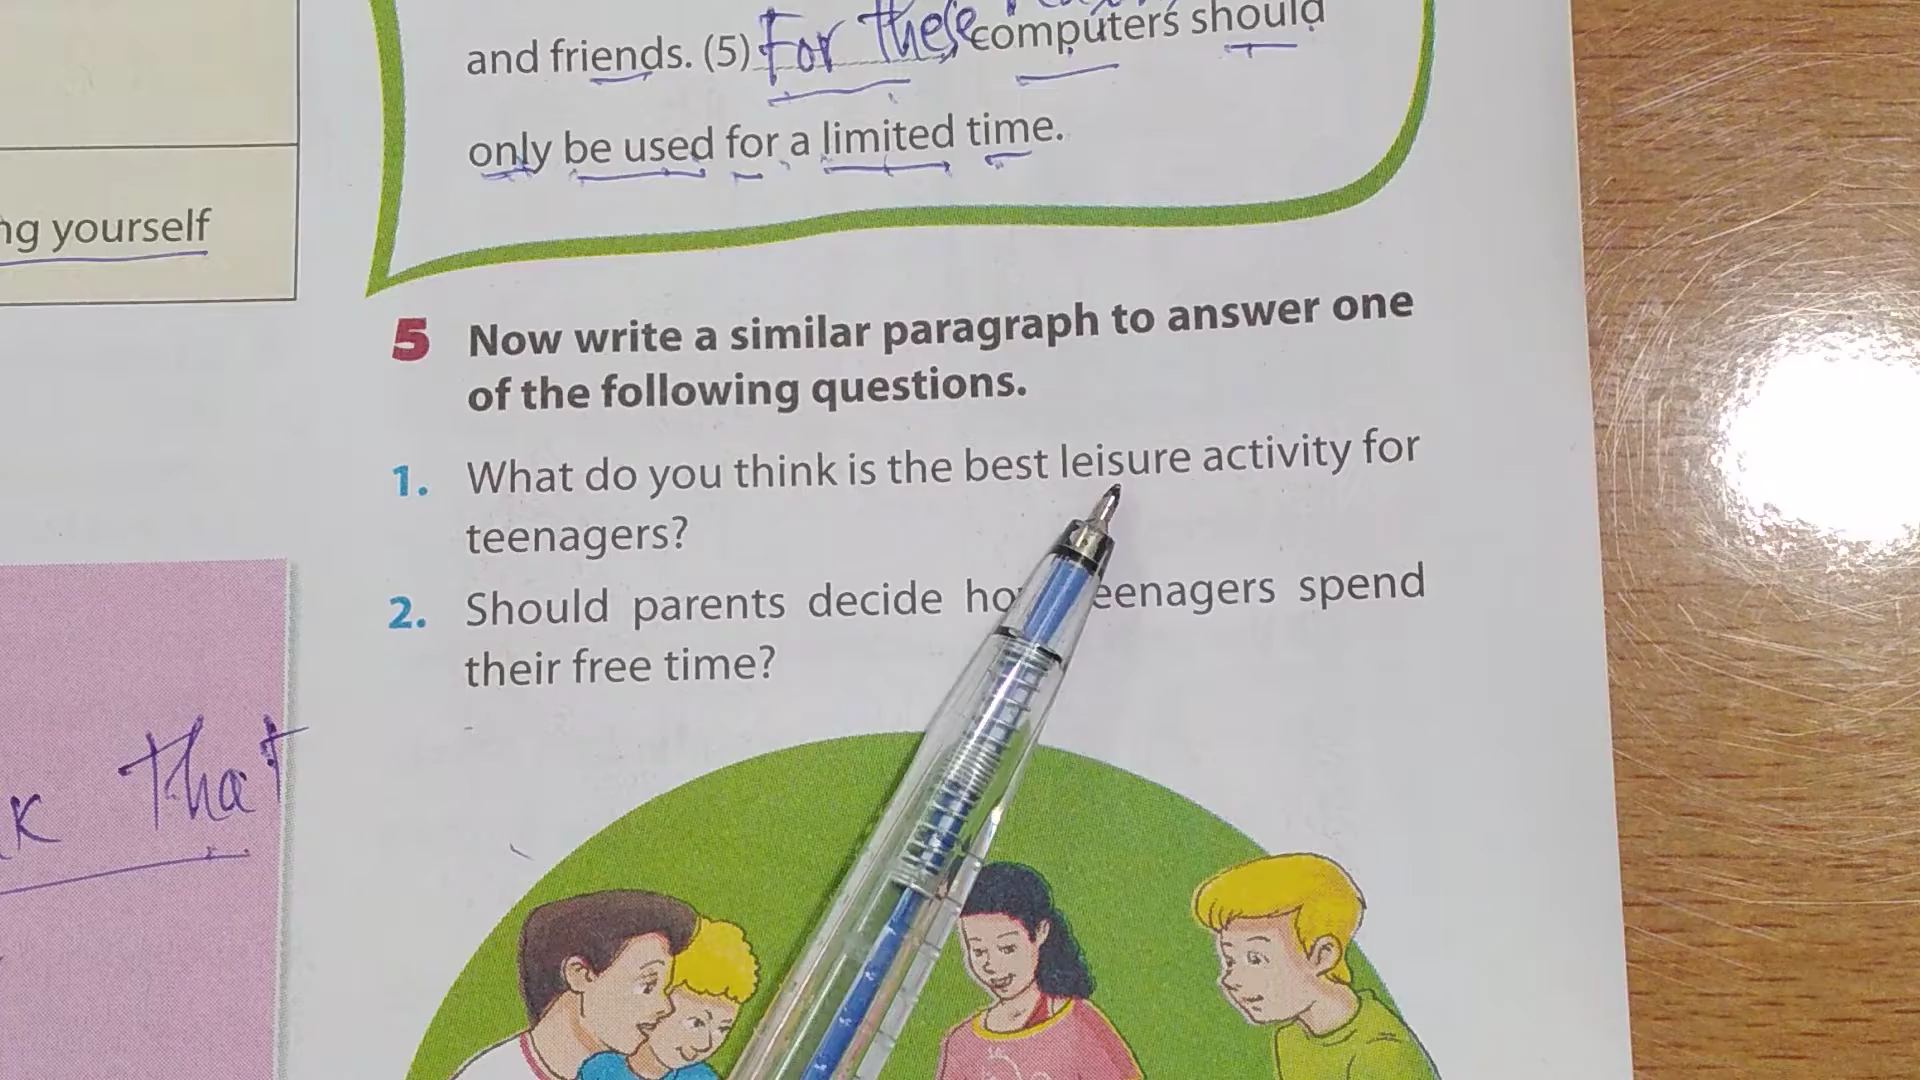 and friends. (5) For these computers should
only be used for a limited time.
ng yourself
5 Now write a similar paragraph to answer one
of the following questions.
1. What do you think is the best leisure activity for
teenagers?
2. Should parents decide ho eenagers spend
their free time?
k that